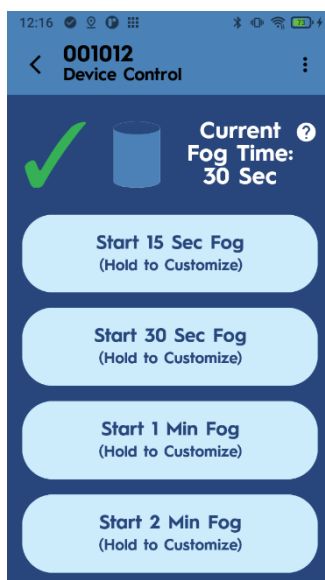 12:16
73
001012
Device Control
Current ?
Fog Time:
30 Sec
Start 15 Sec Fog
(Hold to Customize)
Start 30 Sec Fog
(Hold to Customize)
Start 1 Min Fog
(Hold to Customize)
Start 2 Min Fog
(Hold to Customize)